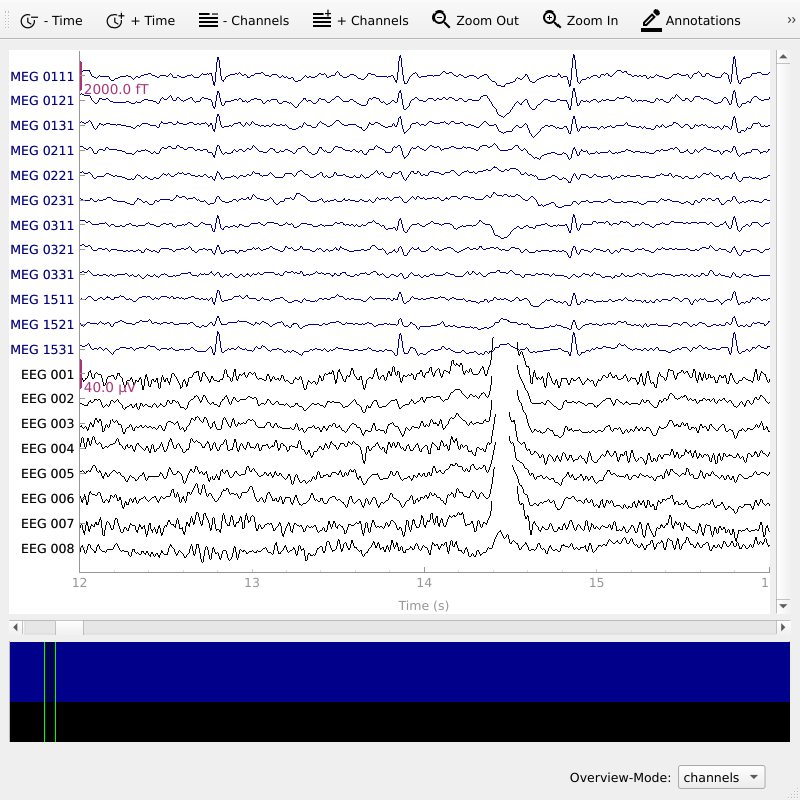 - Time + Time - Channels + Channels Zoom Out Zoom In Annotations »
MEG 0111
2000.0 fT
MEG 0121
MEG 0131
MEG 0211
MEG 0221
MEG 0231
MEG 0311
MEG 0321
MEG 0331
MEG 1511
MEG 1521
MEG 1531
EEG 001
40.0 µV
EEG 002
EEG 003
EEG 004
EEG 005
EEG 006
EEG 007
EEG 008
12 13 14 15 1
Time (s)
Overview-Mode: channels